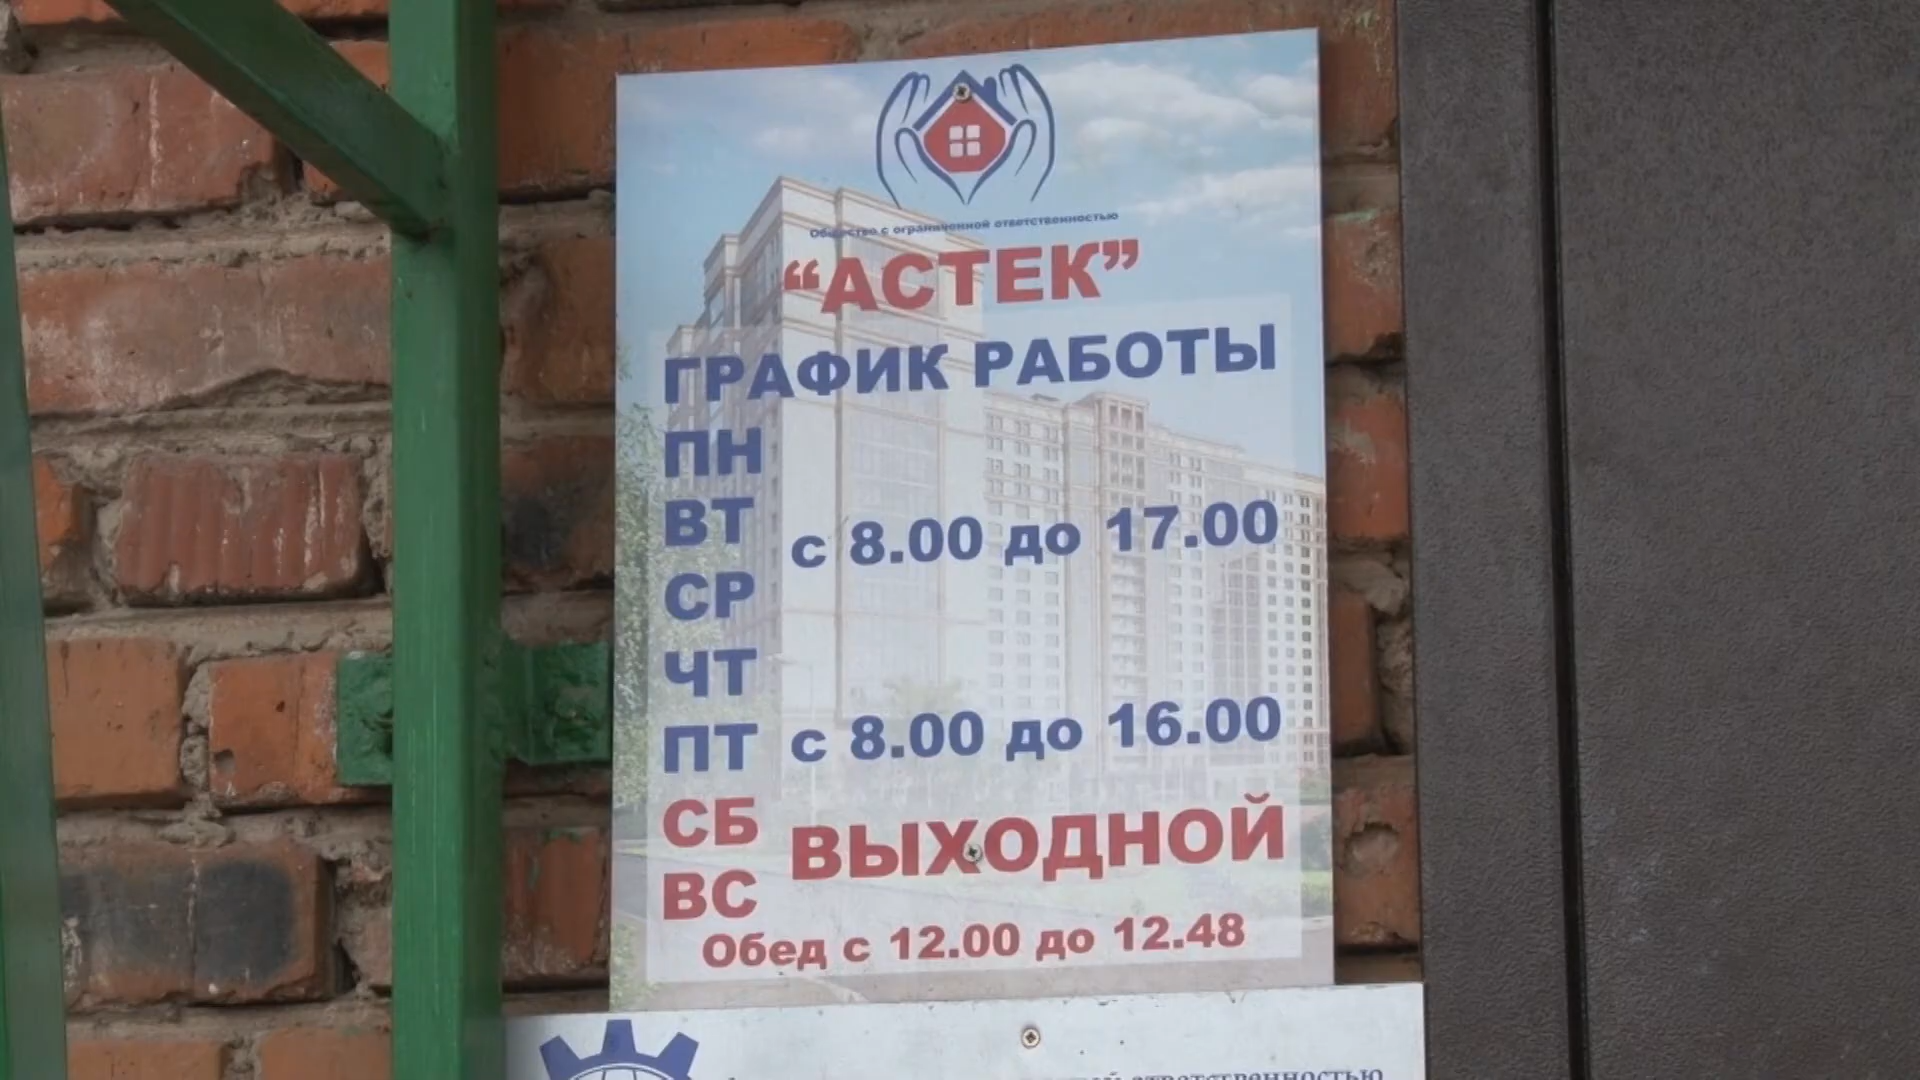 Общество с ограниченной ответственностью
“АСТЕК”
ГРАФИК РАБОТЫ
ПН
ВТ с 8.00 до 17.00
СР
ЧТ
ПТ с 8.00 до 16.00
СБ ВЫХОДНОЙ
ВС
Обед с 12.00 до 12.48
ответственностью